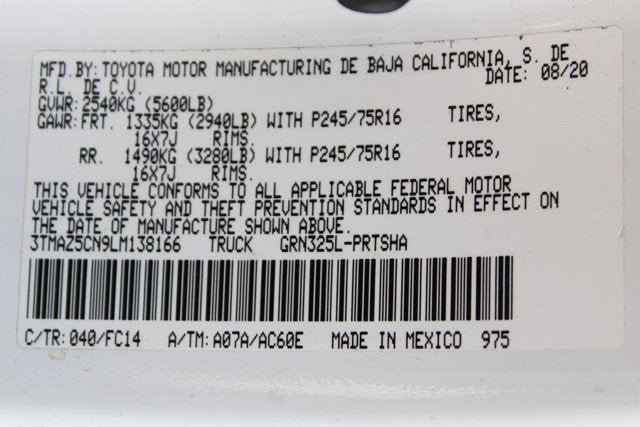 MFD.BY:TOYOTA MOTOR MANUFACTURING DE BAJA CALIFORNIA, S. DE
R.L. DE C.V. DATE: 08/20
GVWR: 2540KG (5600LB)
GAWR:FRT. 1335KG (2940LB) WITH P245/75R16 TIRES,
16X7J RIMS.
RR. 1490KG (3280LB) WITH P245/75R16 TIRES,
16X7J RIMS.
THIS VEHICLE CONFORMS TO ALL APPLICABLE FEDERAL MOTOR
VEHICLE SAFETY AND THEFT PREVENTION STANDARDS IN EFFECT ON
THE DATE OF MANUFACTURE SHOWN ABOVE.
3TMAZ5CN9LM138166 TRUCK GRN325L-PRTSHA
C/TR:040/FC14 A/TM:A07A/AC60E MADE IN MEXICO 975